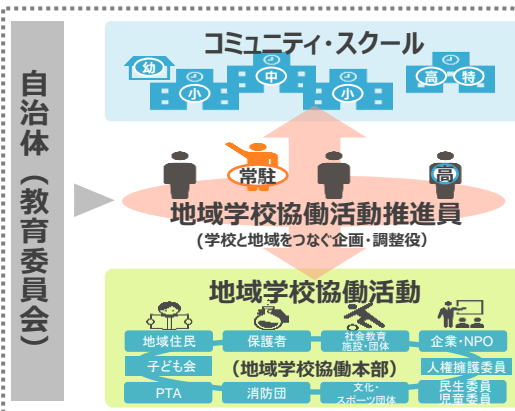 自治体（教育委員会）
コミュニティ・スクール
幼
小
中
小
高
特
常駐
高
地域学校協働活動推進員
(学校と地域をつなぐ企画・調整役)
地域学校協働活動
地域住民
保護者
社会教育
施設・団体
企業・NPO
子ども会
(地域学校協働本部)
人権擁護委員
PTA
消防団
文化・
スポーツ団体
民生委員
児童委員